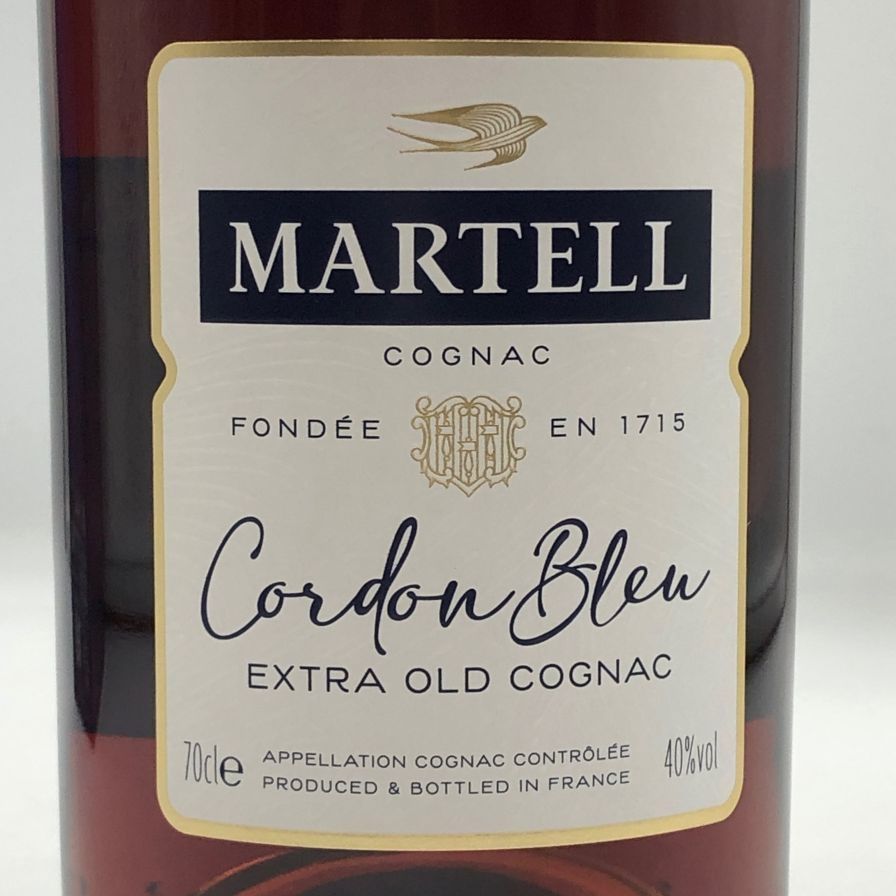 MARTELL
COGNAC
FONDÉE EN 1715
Cordon Bleu
EXTRA OLD COGNAC
70cle APPELLATION COGNAC CONTRÔLÉE 40%vol
PRODUCED & BOTTLED IN FRANCE